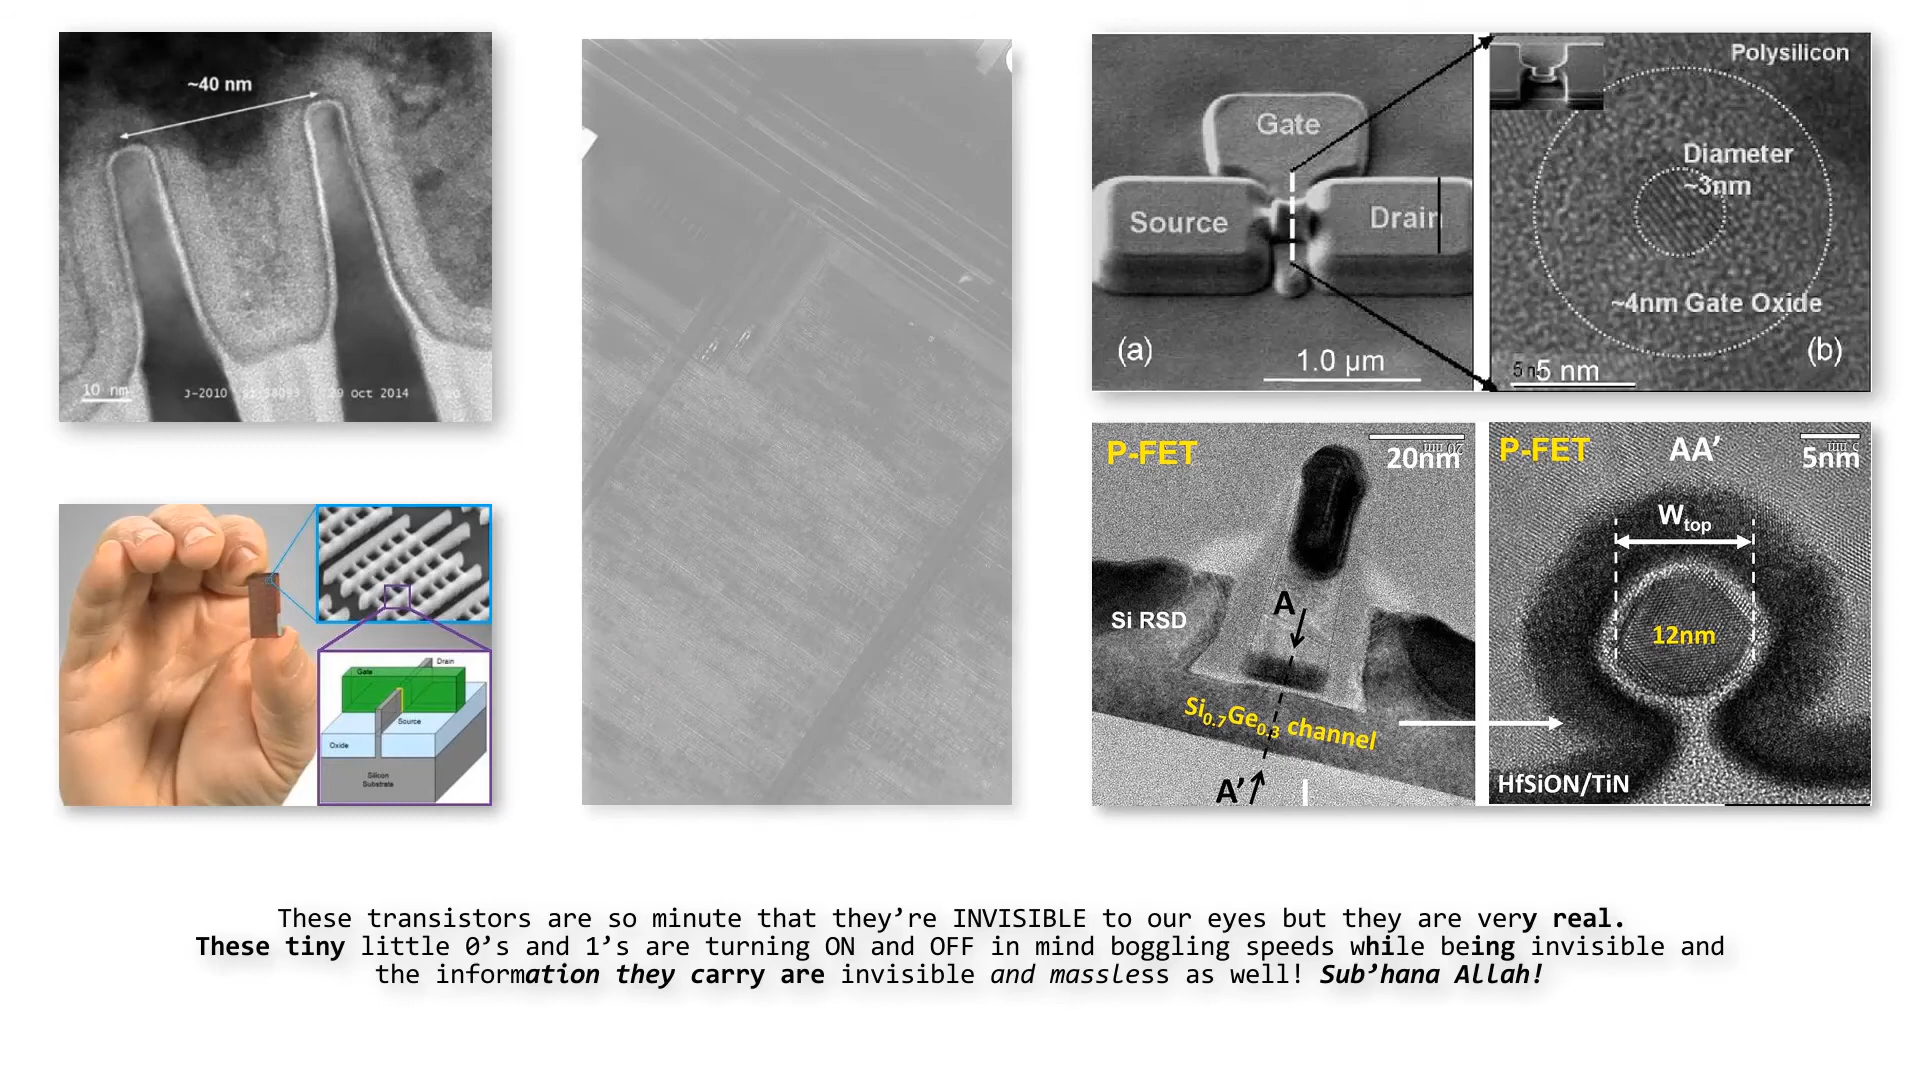 ~40 nm
10 nm
J-2010
29 Oct 2014
Drain
Gate
Source
Oxide
Silicon
Substrate
Gate
Source
Drain
(a)
1.0 µm
Polysilicon
Diameter
~3nm
~4nm Gate Oxide
(b)
5 nm
P-FET
20nm
A
Si RSD
Si0.7Ge0.3 channel
A’
P-FET
AA’
5nm
Wtop
12nm
HfSiON/TiN
These transistors are so minute that they’re INVISIBLE to our eyes but they are very real.
These tiny little 0’s and 1’s are turning ON and OFF in mind boggling speeds while being invisible and
the information they carry are invisible and massless as well! Sub’hana Allah!